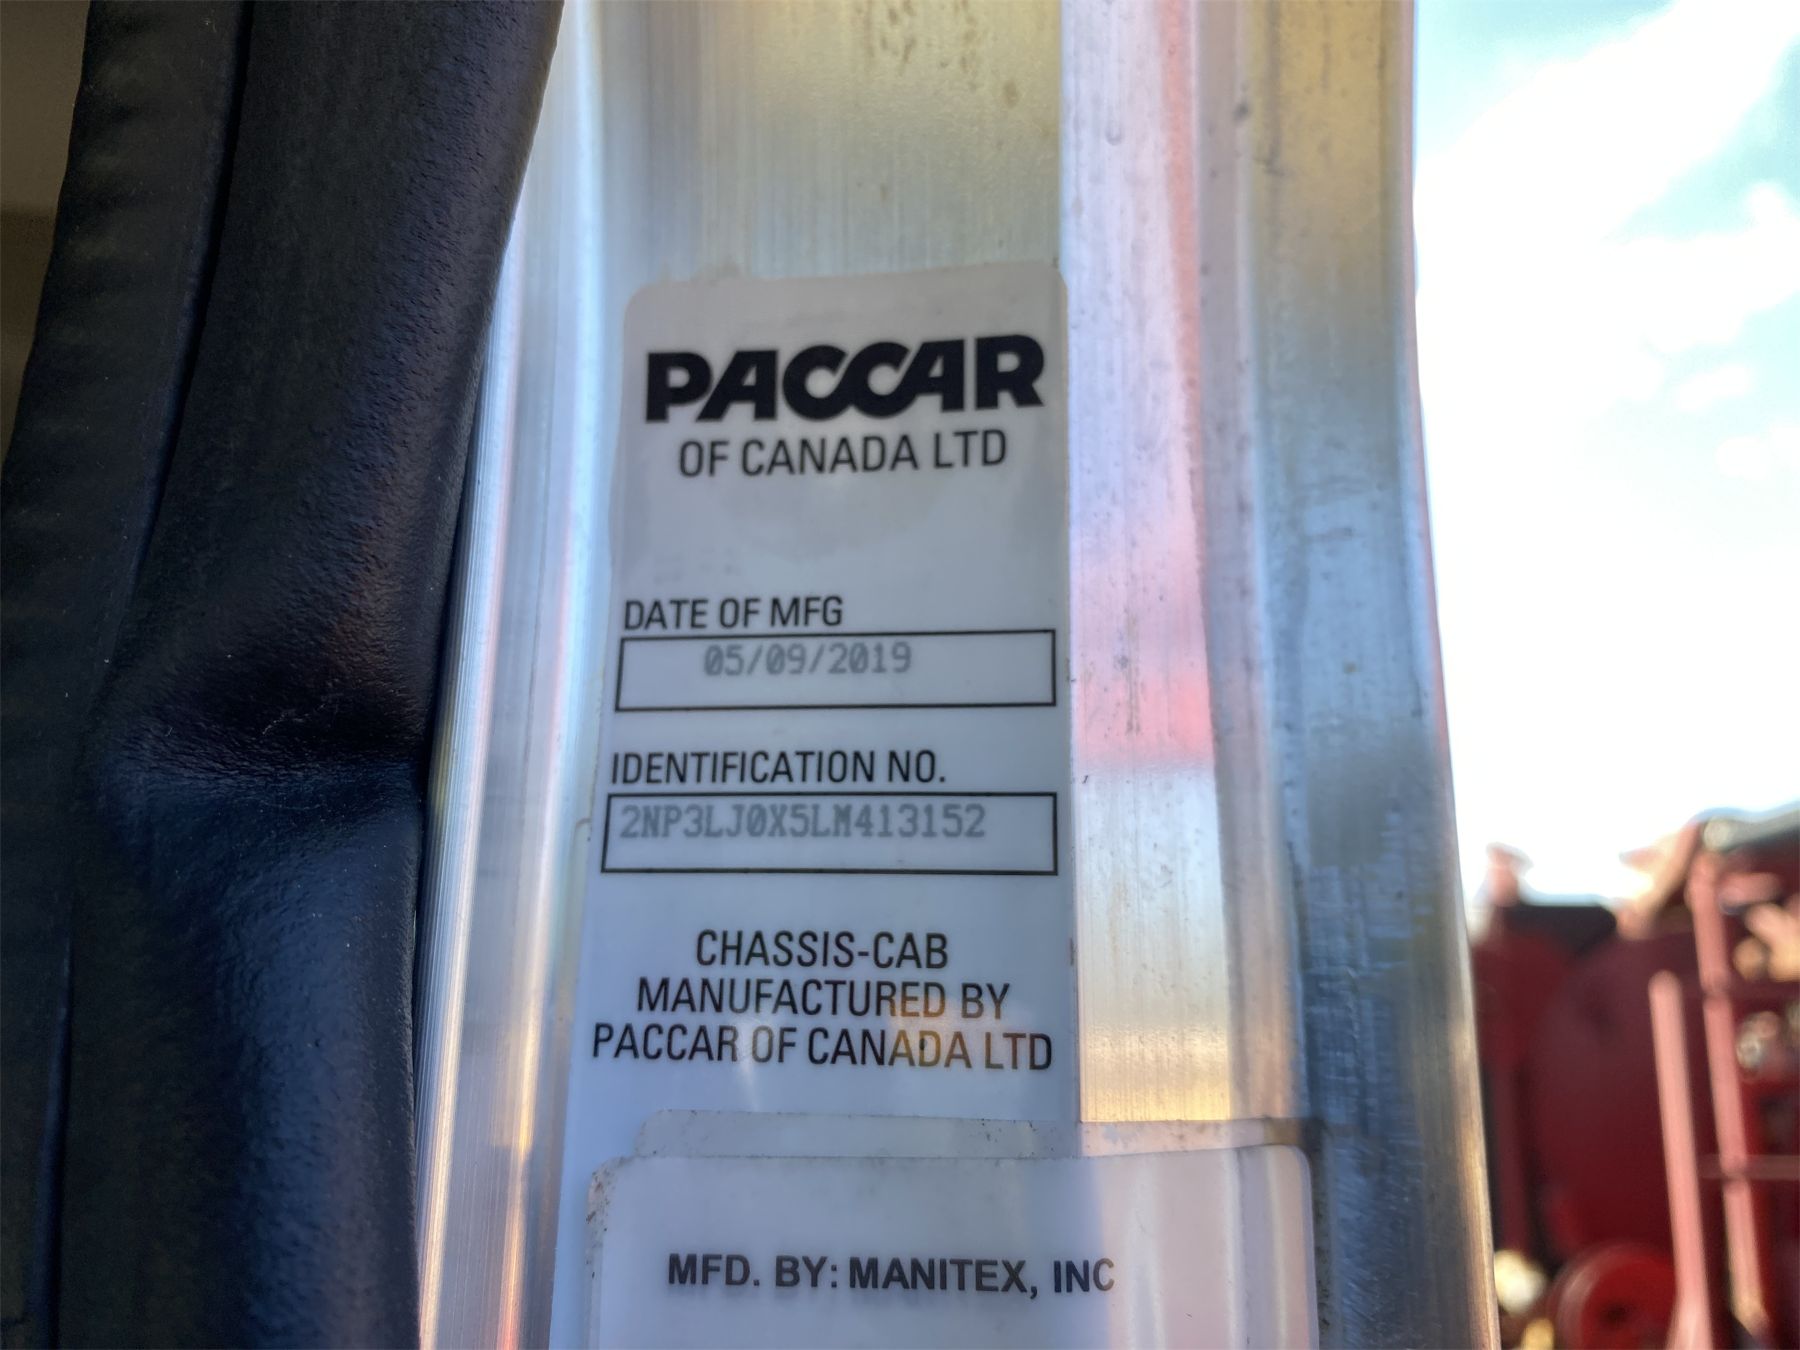 PACCAR
OF CANADA LTD
DATE OF MFG
05/09/2019
IDENTIFICATION NO.
2NP3LJ0X5LM413152
CHASSIS-CAB
MANUFACTURED BY
PACCAR OF CANADA LTD
MFD. BY: MANITEX, INC